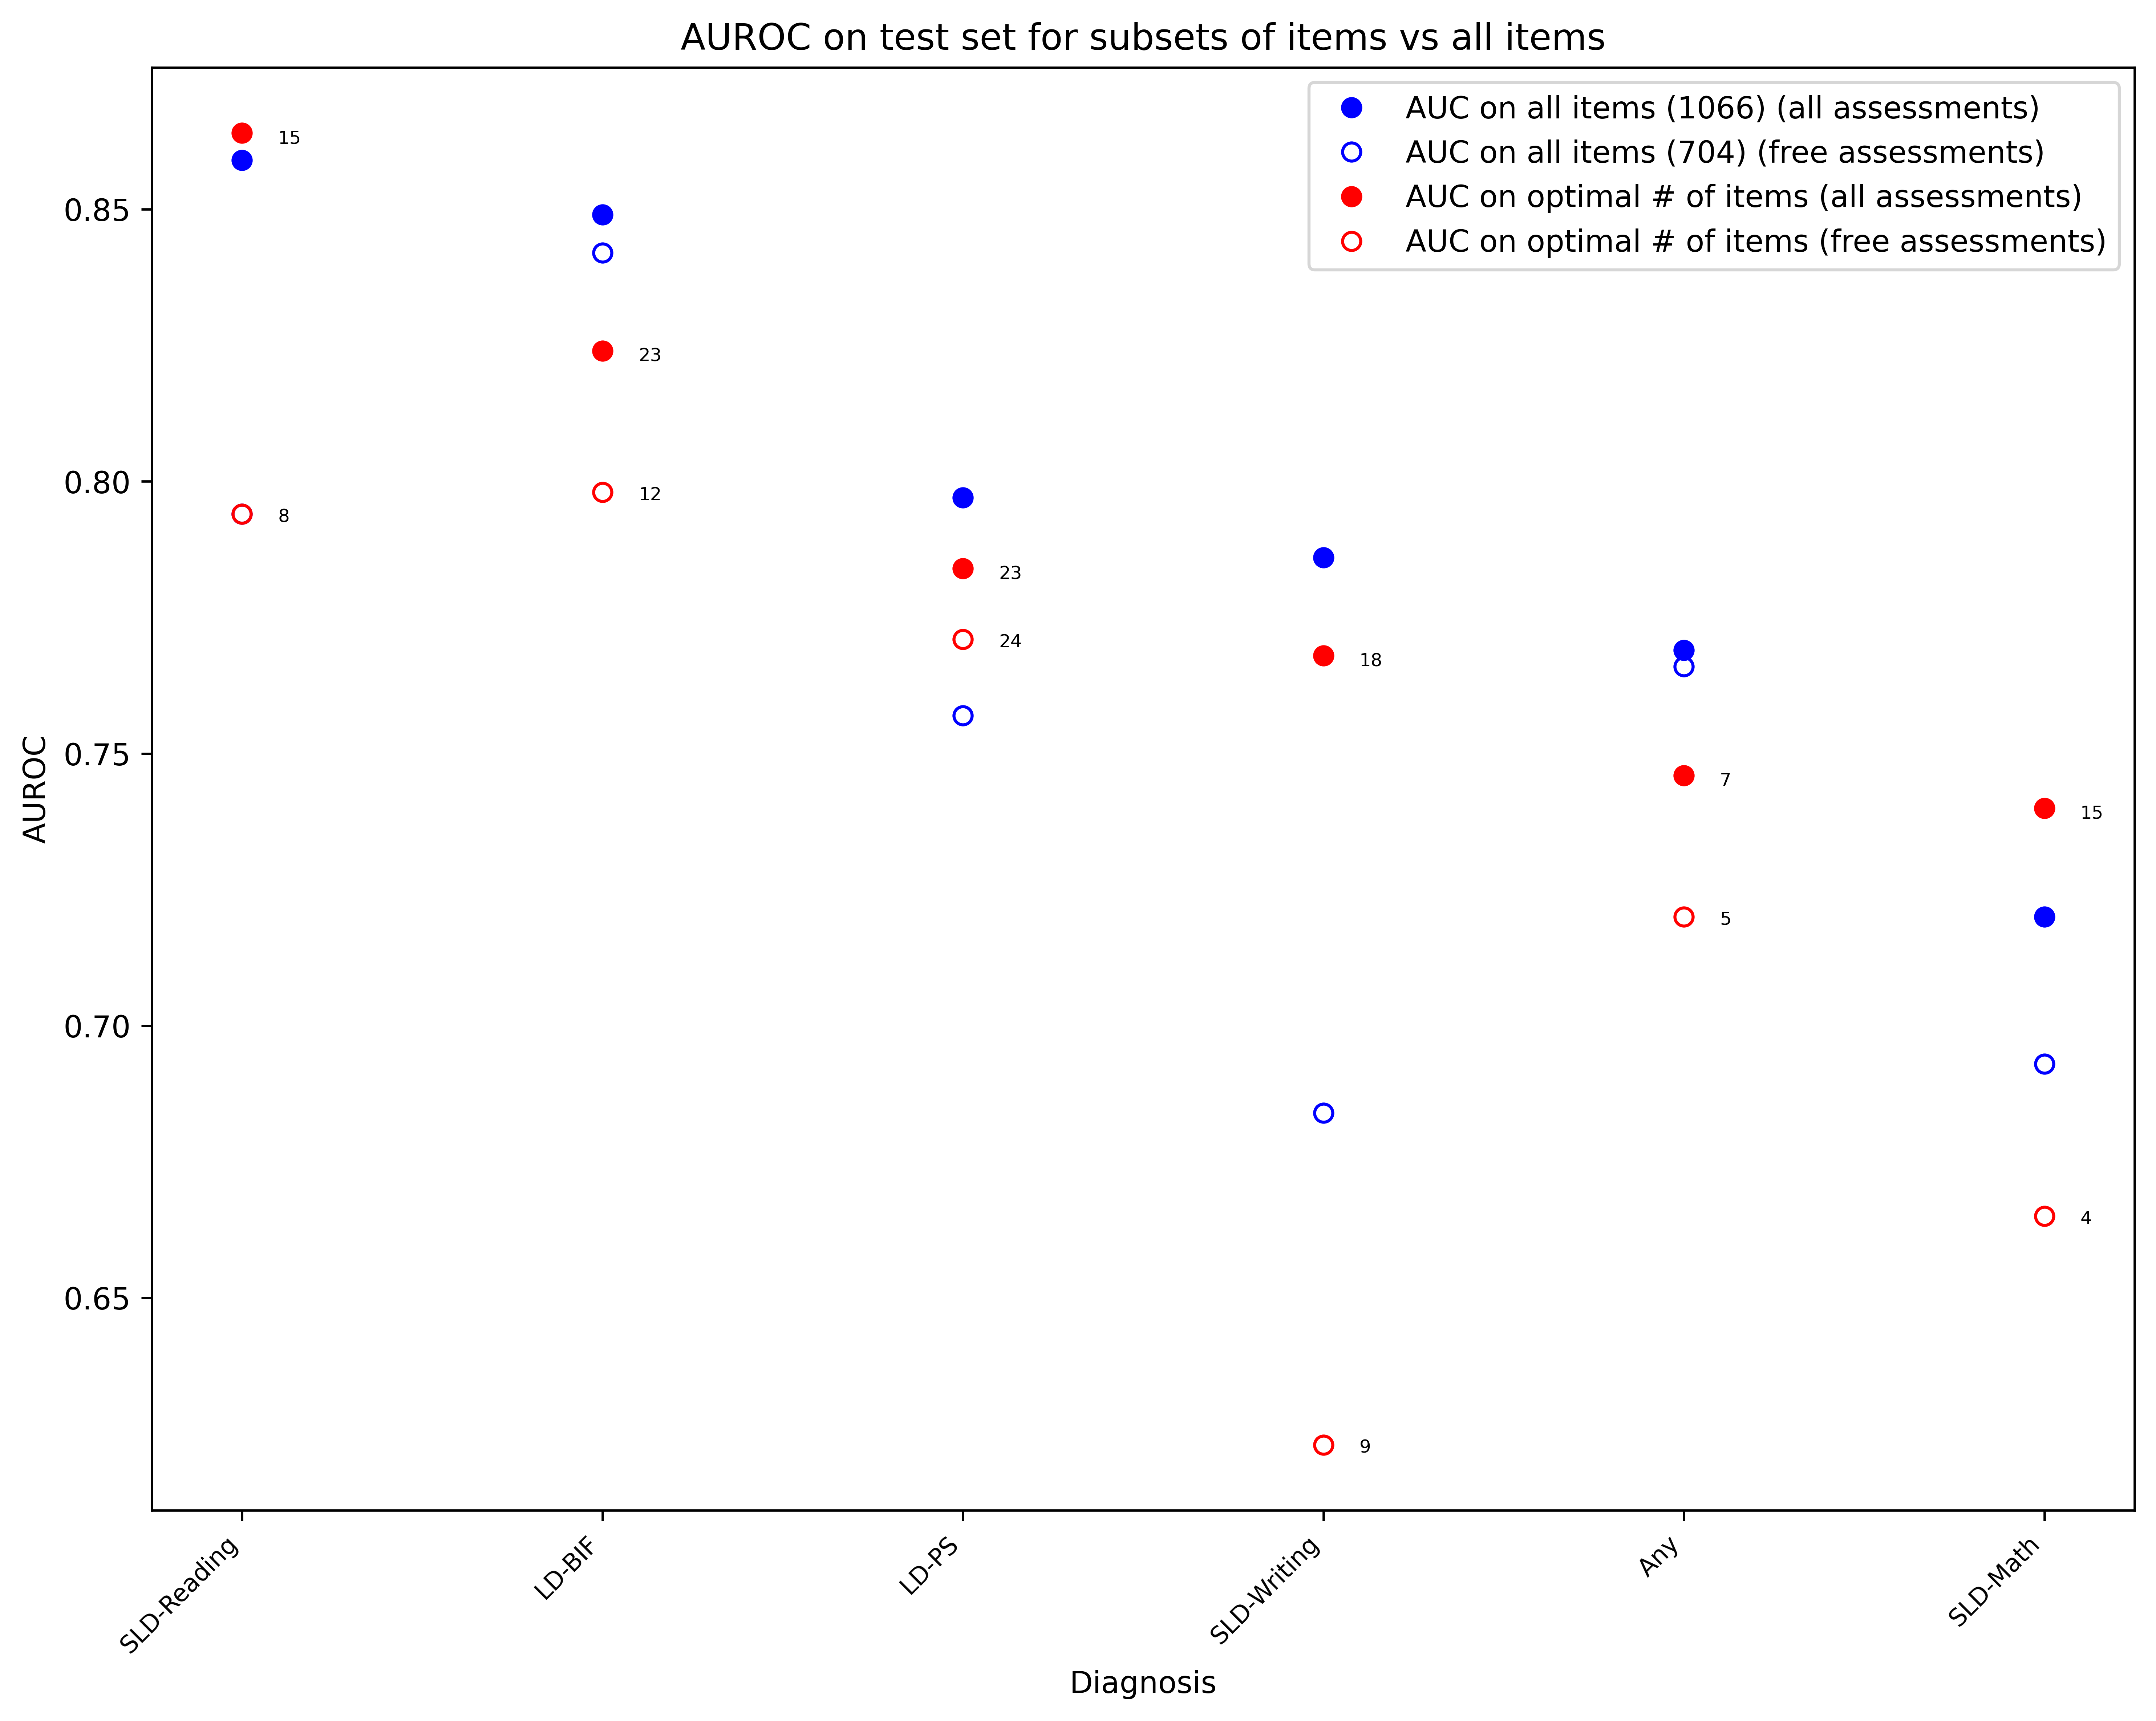 AUROC on test set for subsets of items vs all items
AUC on all items (1066) (all assessments)
AUC on all items (704) (free assessments)
AUC on optimal # of items (all assessments)
AUC on optimal # of items (free assessments)
AUROC
0.85
0.80
0.75
0.70
0.65
15
8
23
12
23
24
18
9
7
5
15
4
SLD-Reading
LD-BIF
LD-PS
SLD-Writing
Any
SLD-Math
Diagnosis